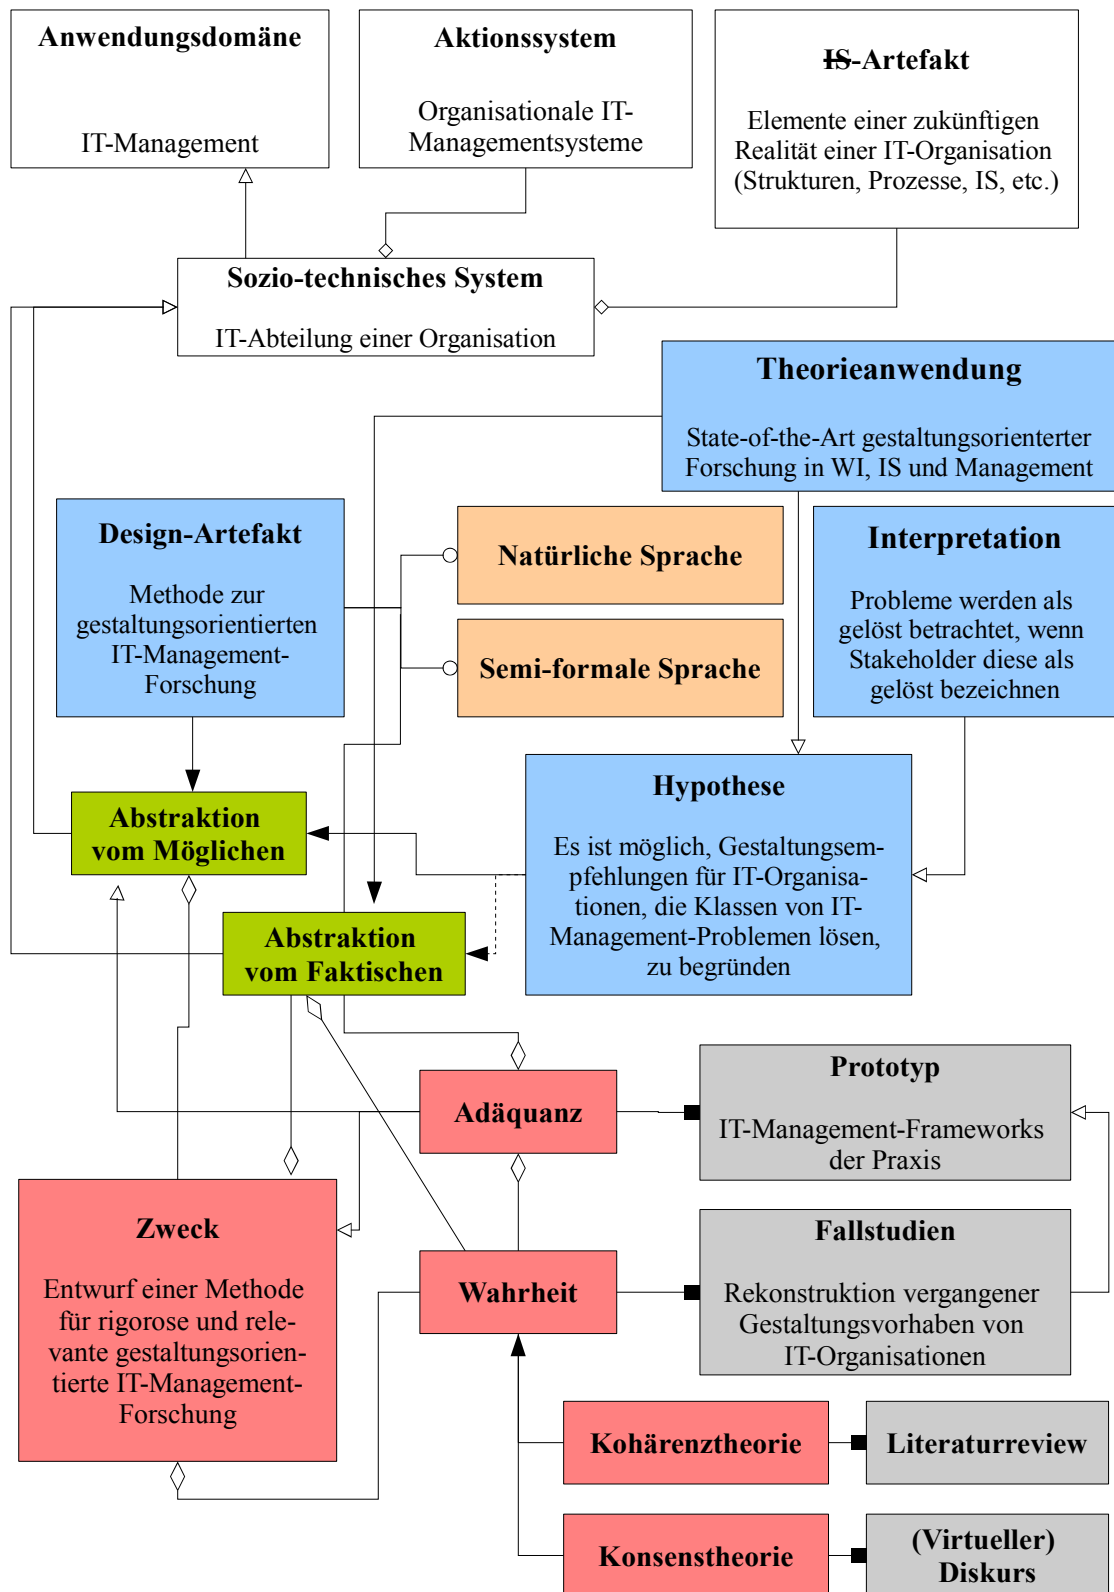 Anwendungsdomäne
IT-Management
Aktionssystem
Organisationale IT-
Managementsysteme
IS-Artefakt
Elemente einer zukünftigen
Realität einer IT-Organisation
(Strukturen, Prozesse, IS, etc.)
Sozio-technisches System
IT-Abteilung einer Organisation
Theorieanwendung
State-of-the-Art gestaltungsorienterter
Forschung in WI, IS und Management
Design-Artefakt
Methode zur
gestaltungsorientierten
IT-Management-
Forschung
Natürliche Sprache
Semi-formale Sprache
Interpretation
Probleme werden als
gelöst betrachtet, wenn
Stakeholder diese als
gelöst bezeichnen
Abstraktion
vom Möglichen
Hypothese
Es ist möglich, Gestaltungsem-
pfehlungen für IT-Organisa-
tionen, die Klassen von IT-
Management-Problemen lösen,
zu begründen
Abstraktion
vom Faktischen
Adäquanz
Prototyp
IT-Management-Frameworks
der Praxis
Zweck
Entwurf einer Methode
für rigorose und rele-
vante gestaltungsorien-
tierte IT-Management-
Forschung
Wahrheit
Fallstudien
Rekonstruktion vergangener
Gestaltungsvorhaben von
IT-Organisationen
Kohärenztheorie
Literaturreview
Konsenstheorie
(Virtueller)
Diskurs